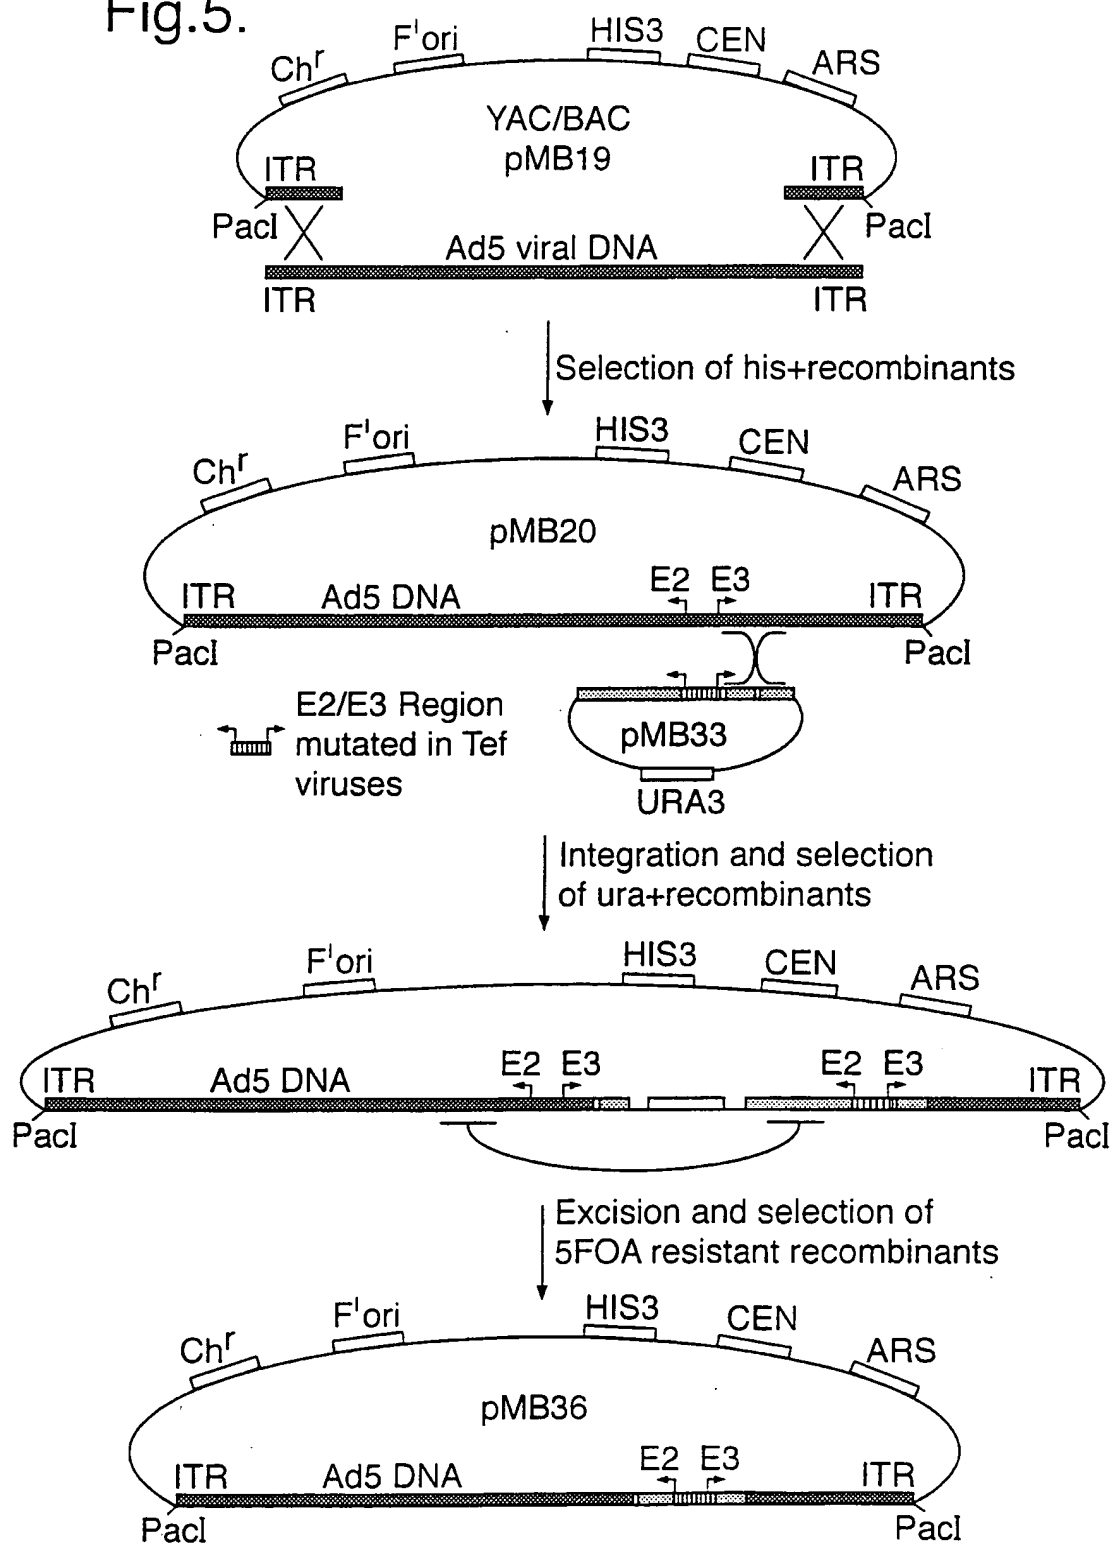 Fig.5.
Chr F'ori HIS3 CEN ARS
YAC/BAC
pMB19
ITR ITR
PacI PacI
Ad5 viral DNA
ITR ITR
Selection of his+recombinants
Chr F'ori HIS3 CEN ARS
pMB20
ITR Ad5 DNA E2 E3 ITR
PacI PacI
E2/E3 Region
mutated in Tef
viruses
pMB33
URA3
Integration and selection
of ura+recombinants
Chr F'ori HIS3 CEN ARS
ITR Ad5 DNA E2 E3 E2 E3 ITR
PacI PacI
Excision and selection of
5FOA resistant recombinants
Chr F'ori HIS3 CEN ARS
pMB36
ITR Ad5 DNA E2 E3 ITR
PacI PacI